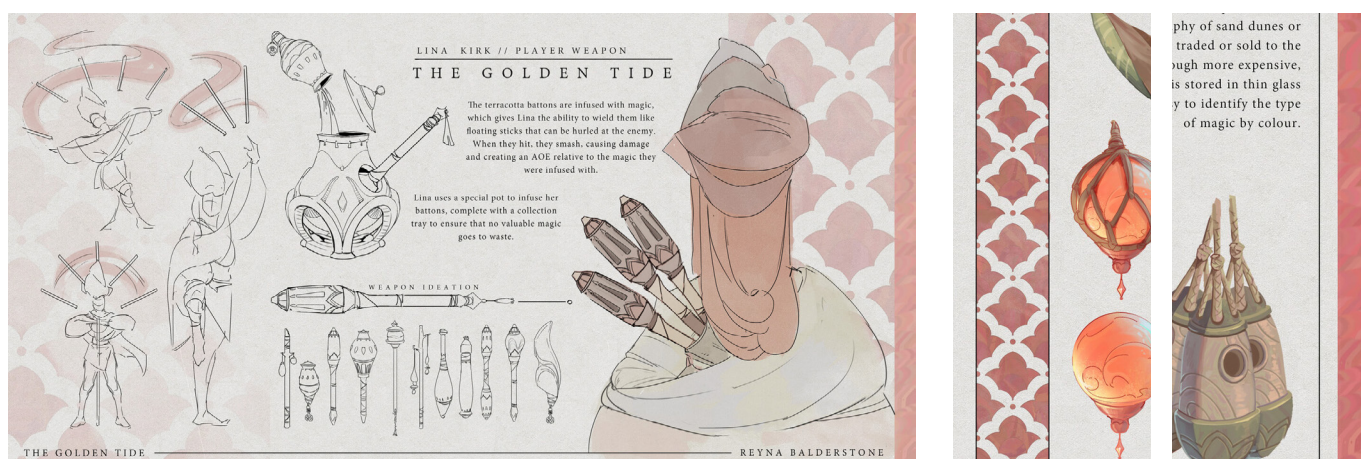 LINA KIRK // PLAYER WEAPON
THE GOLDEN TIDE
The terracotta battons are infused with magic,
which gives Lina the ability to wield them like
floating sticks that can be hurled at the enemy.
When they hit, they smash, causing damage
and creating an AOE relative to the magic they
were infused with.
Lina uses a special pot to infuse her
battons, complete with a collection
tray to ensure that no valuable magic
goes to waste.
WEAPON IDEATION
THE GOLDEN TIDE
REYNA BALDERSTONE
phy of sand dunes or
traded or sold to the
ough more expensive,
is stored in thin glass
y to identify the type
of magic by colour.